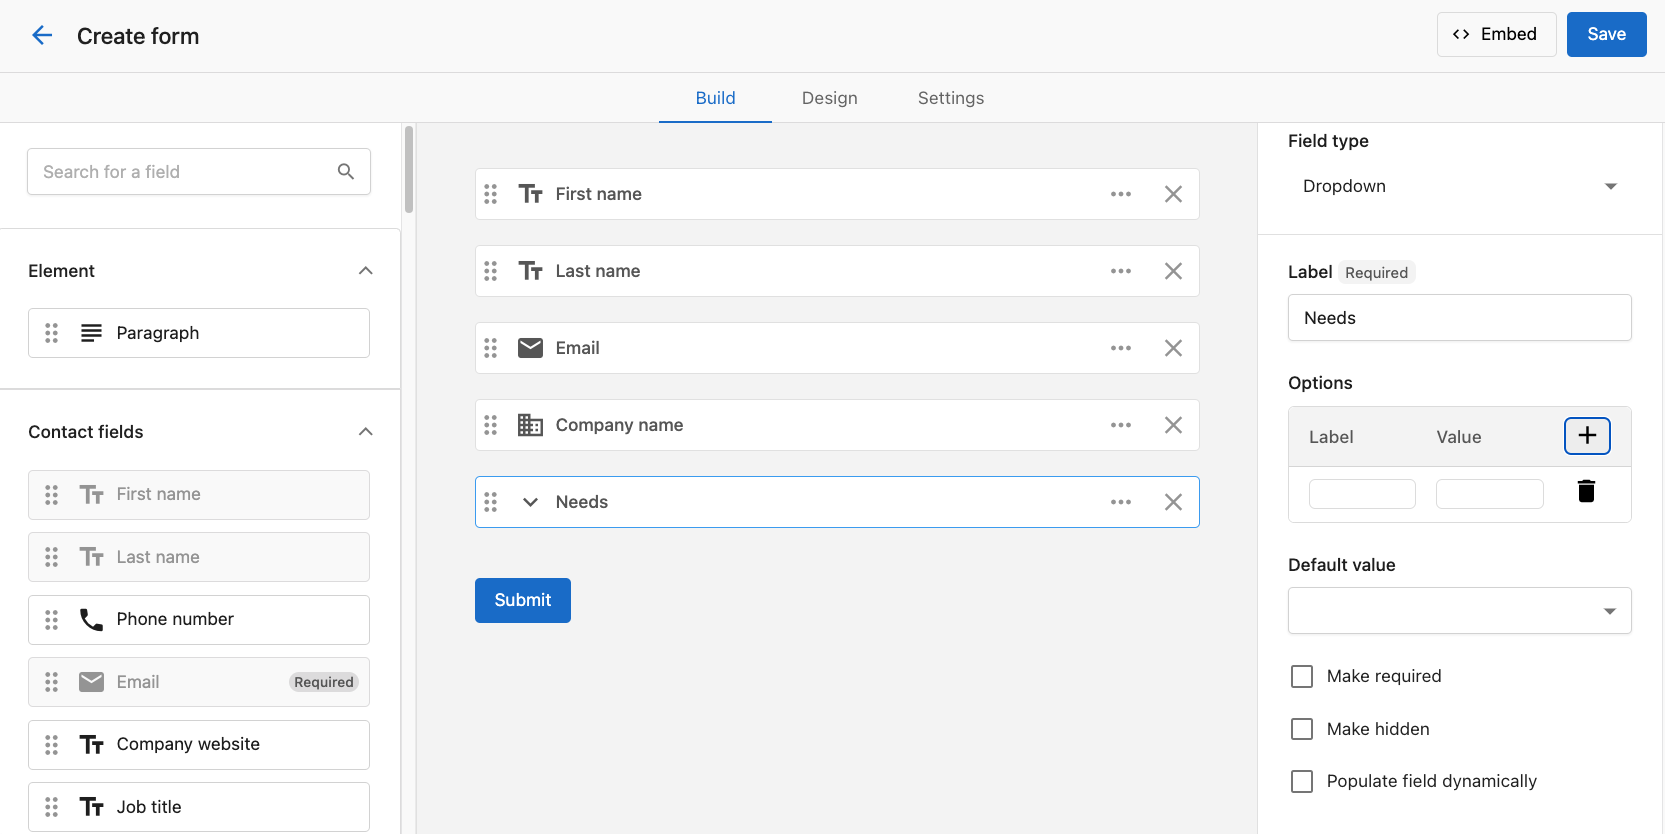 Create form
Embed
Save
Build
Design
Settings
Search for a field
Element
Paragraph
Contact fields
First name
Last name
Phone number
Email
Required
Company website
Job title
First name
Last name
Email
Company name
Needs
Submit
Field type
Dropdown
Label Required
Needs
Options
Label Value
Default value
Make required
Make hidden
Populate field dynamically